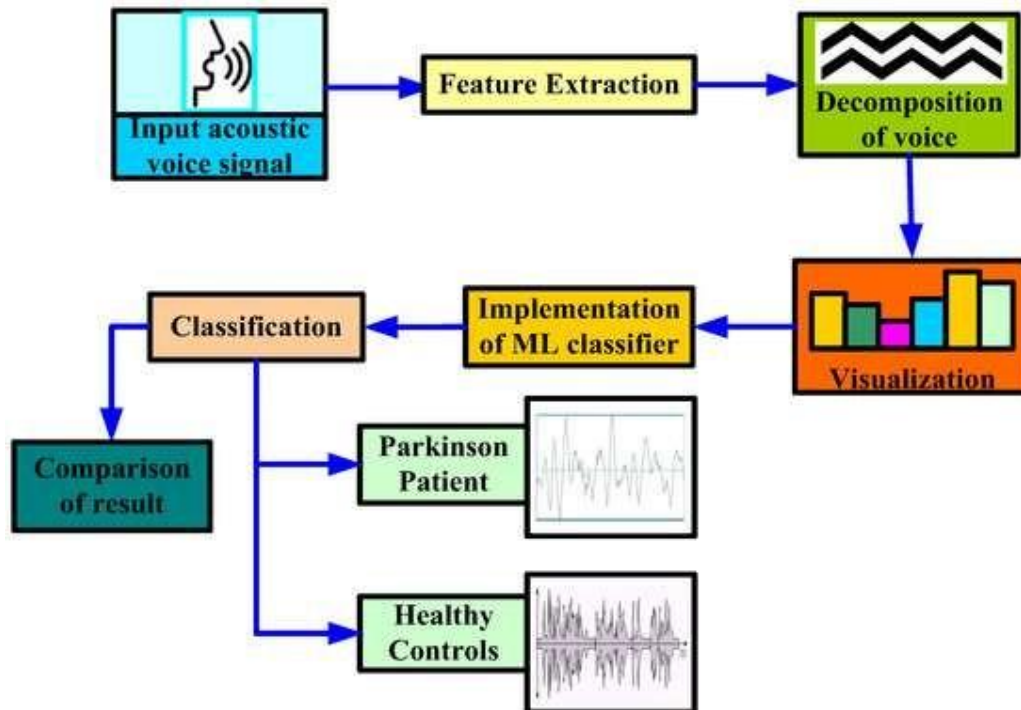 Input acoustic
voice signal
Feature Extraction
Decomposition
of voice
Visualization
Implementation
of ML classifier
Classification
Comparison
of result
Parkinson
Patient
Healthy
Controls